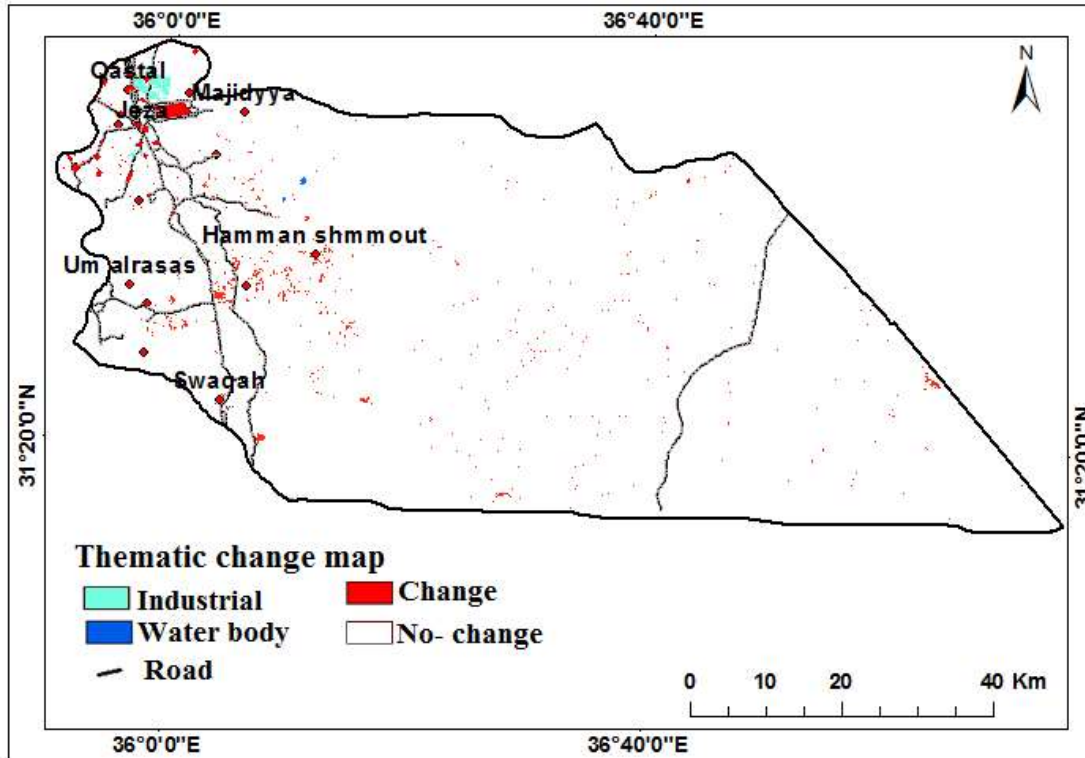 36°0'0"E 36°40'0"E
N
Qastal
Majidyya
Jeza
Hamman shmmout
Um alrasas
Swaqah
31°20'0"N
31°20'0"N
Thematic change map
Industrial Change
Water body No- change
Road
0 10 20 40 Km
36°0'0"E 36°40'0"E